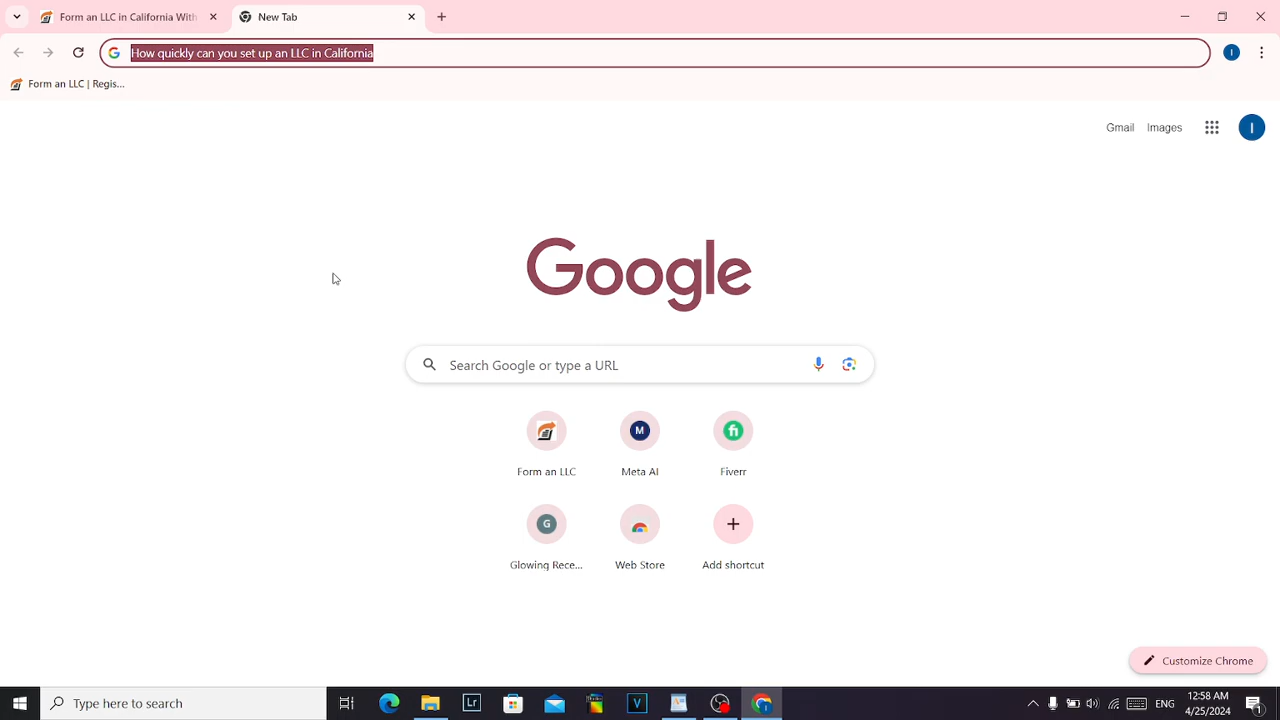 Form an LLC in California With
New Tab
How quickly can you set up an LLC in California
I
Form an LLC | Regis...
Gmail
Images
I
Google
Search Google or type a URL
Form an LLC
M
Meta AI
fi
Fiverr
G
Glowing Rece...
Web Store
Add shortcut
Customize Chrome
Type here to search
Lr
V
ENG
12:58 AM
4/25/2024